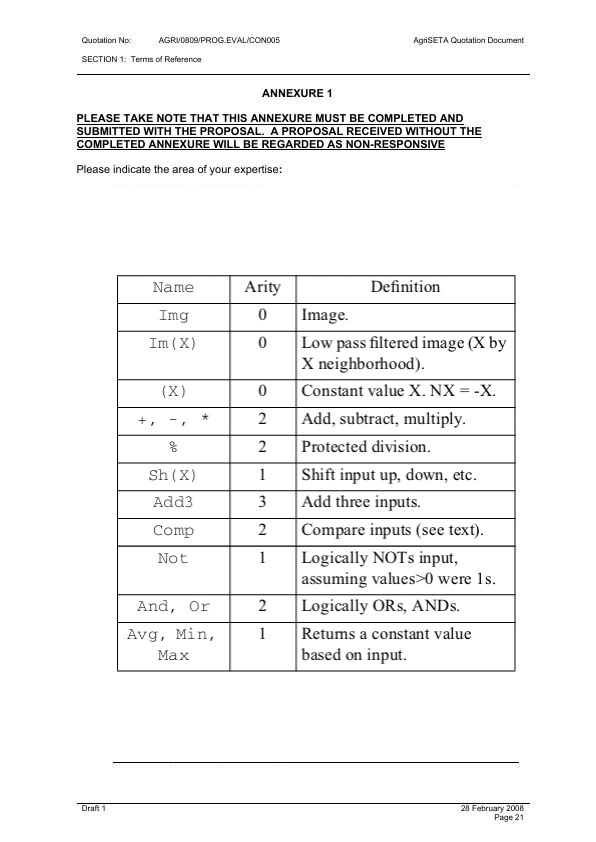 Quotation No: AGRI/0809/PROG.EVAL/CON005 AgriSETA Quotation Document
SECTION 1: Terms of Reference
ANNEXURE 1
PLEASE TAKE NOTE THAT THIS ANNEXURE MUST BE COMPLETED AND
SUBMITTED WITH THE PROPOSAL. A PROPOSAL RECEIVED WITHOUT THE
COMPLETED ANNEXURE WILL BE REGARDED AS NON-RESPONSIVE
Please indicate the area of your expertise:
Name Arity Definition
Img 0 Image.
Im(X) 0 Low pass filtered image (X by
X neighborhood).
(X) 0 Constant value X. NX = -X.
+, -, * 2 Add, subtract, multiply.
% 2 Protected division.
Sh(X) 1 Shift input up, down, etc.
Add3 3 Add three inputs.
Comp 2 Compare inputs (see text).
Not 1 Logically NOTs input,
assuming values>0 were 1s.
And, Or 2 Logically ORs, ANDs.
Avg, Min, 1 Returns a constant value
Max based on input.
Draft 1 28 February 2008
Page 21